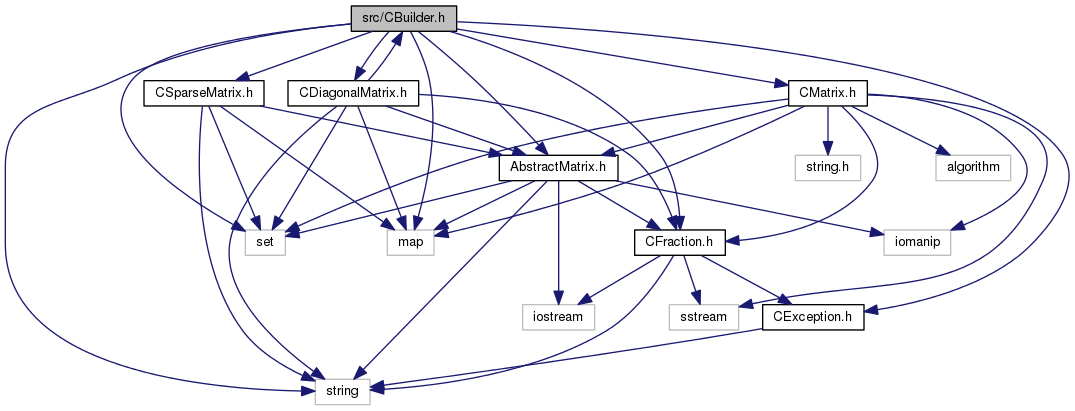 src/CBuilder.h
CSparseMatrix.h
CDiagonalMatrix.h
CMatrix.h
AbstractMatrix.h
string.h
algorithm
set
map
CFraction.h
iomanip
iostream
sstream
CException.h
string